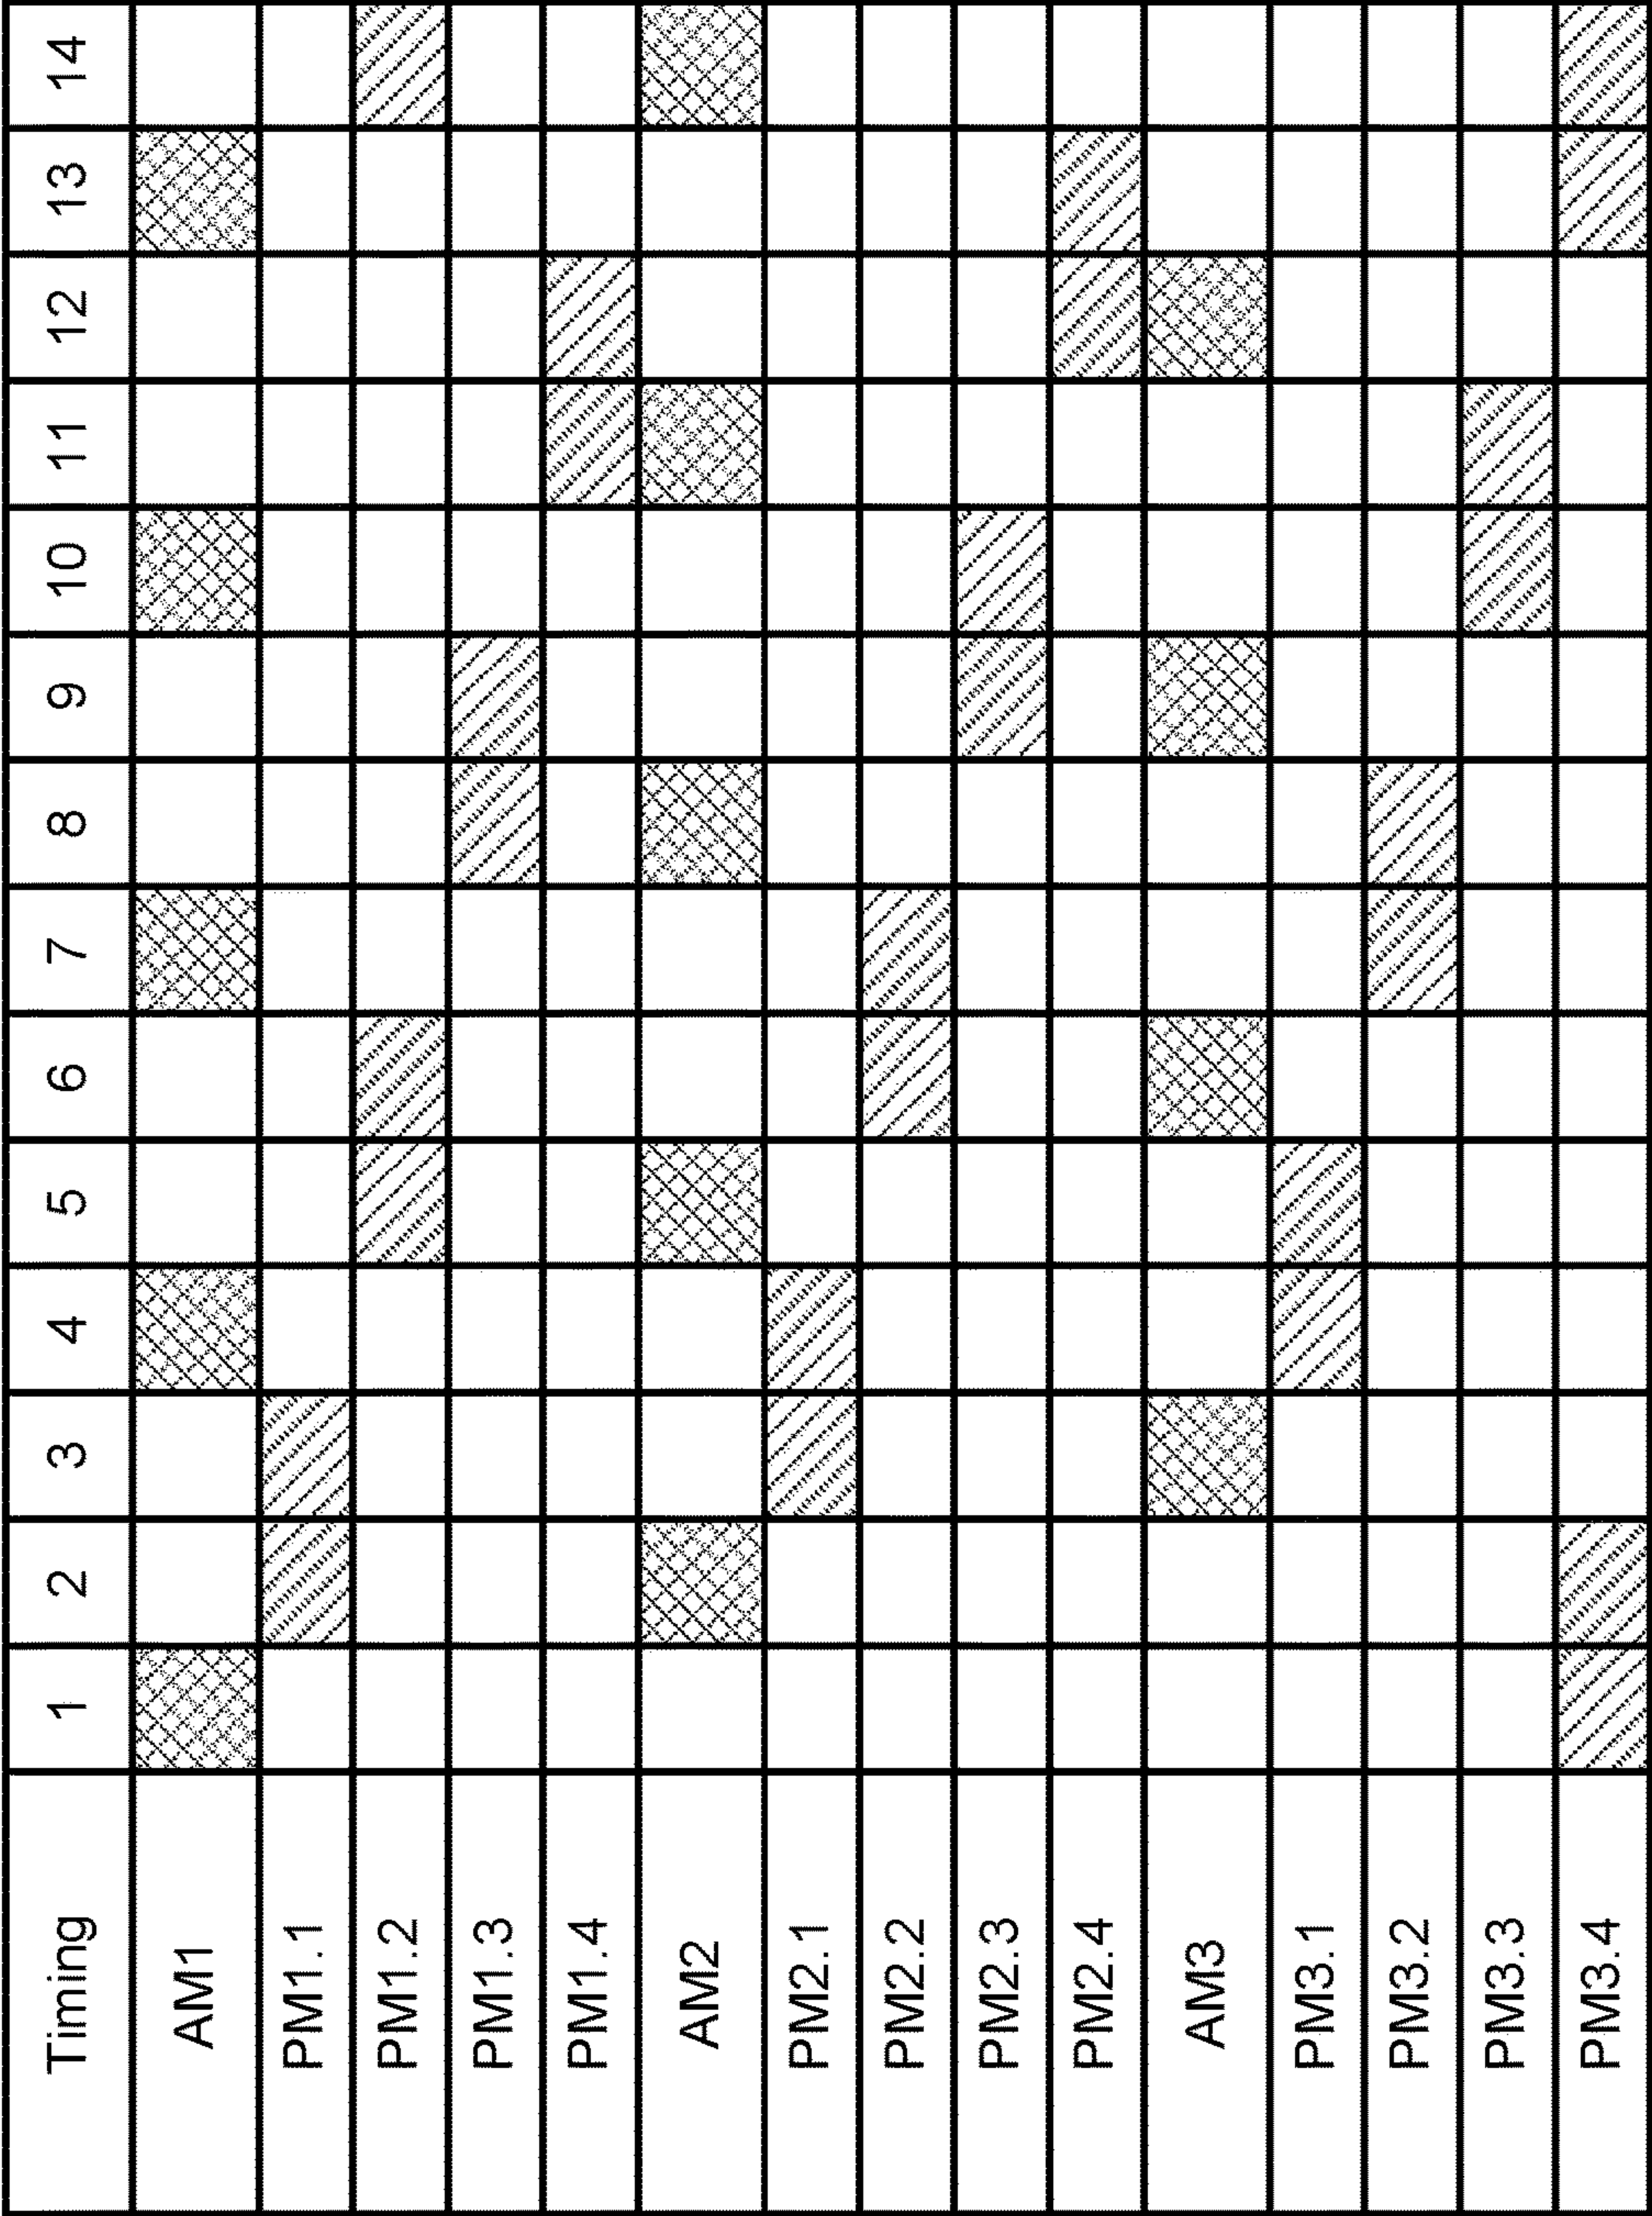 Timing 1 2 3 4 5 6 7 8 9 10 11 12 13 14
AM1
PM1.1
PM1.2
PM1.3
PM1.4
AM2
PM2.1
PM2.2
PM2.3
PM2.4
AM3
PM3.1
PM3.2
PM3.3
PM3.4